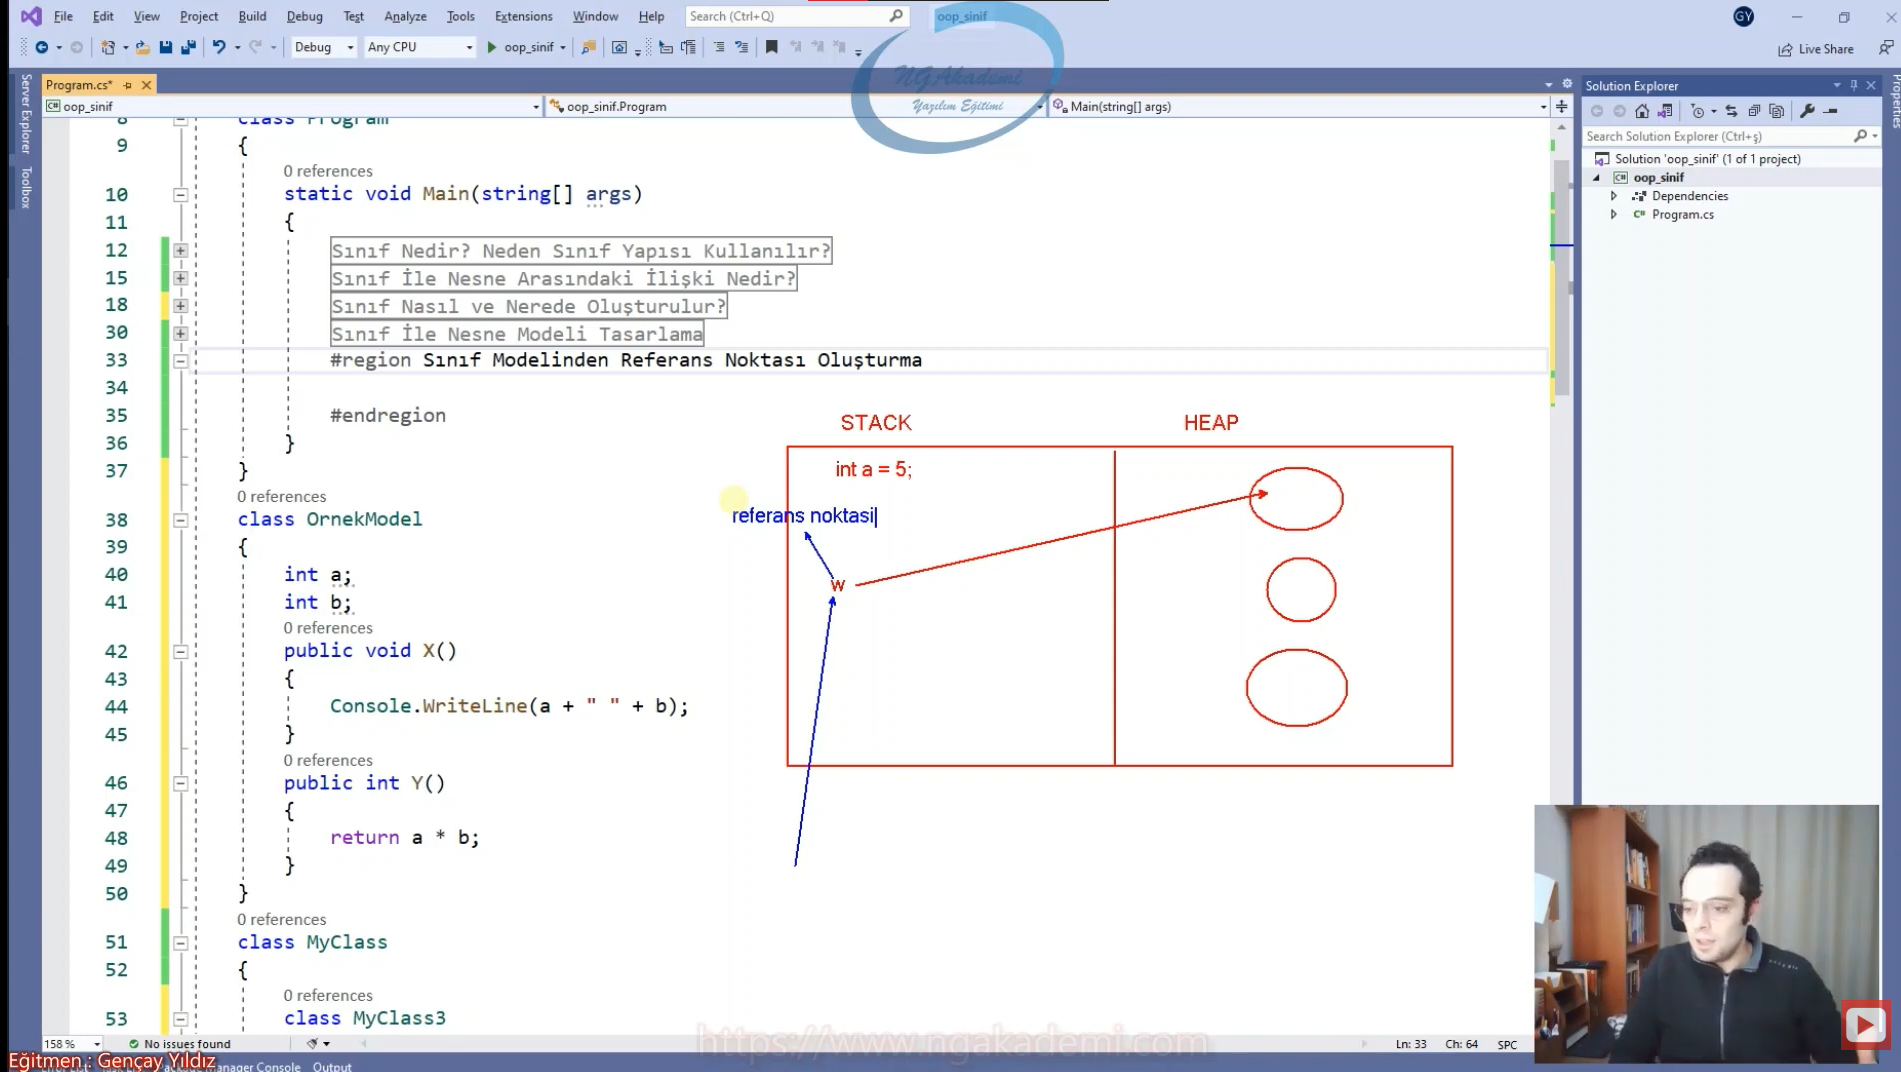 File Edit View Project Build Debug Test Analyze Tools Extensions Window Help Search (Ctrl+Q) oop_sinif GY
Debug Any CPU oop_sinif Live Share
NGAkademi
Yazılım Eğitimi
Server Explorer
Toolbox
Properties
Program.cs*
oop_sinif oop_sinif.Program Main(string[] args)
8 class Program
9 {
0 references
10 static void Main(string[] args)
11 {
12 Sınıf Nedir? Neden Sınıf Yapısı Kullanılır?
15 Sınıf İle Nesne Arasındaki İlişki Nedir?
18 Sınıf Nasıl ve Nerede Oluşturulur?
30 Sınıf İle Nesne Modeli Tasarlama
33 #region Sınıf Modelinden Referans Noktası Oluşturma
34
35 #endregion
36 }
37 }
0 references
38 class OrnekModel
39 {
40 int a;
41 int b;
0 references
42 public void X()
43 {
44 Console.WriteLine(a + " " + b);
45 }
0 references
46 public int Y()
47 {
48 return a * b;
49 }
50 }
0 references
51 class MyClass
52 {
0 references
53 class MyClass3
STACK HEAP
int a = 5;
referans noktasi
w
Solution Explorer
Search Solution Explorer (Ctrl+ş)
Solution 'oop_sinif' (1 of 1 project)
oop_sinif
Dependencies
Program.cs
https://www.ngakademi.com
158 % No issues found Ln: 33 Ch: 64 SPC
Eğitmen : Gençay Yıldız
Console Output